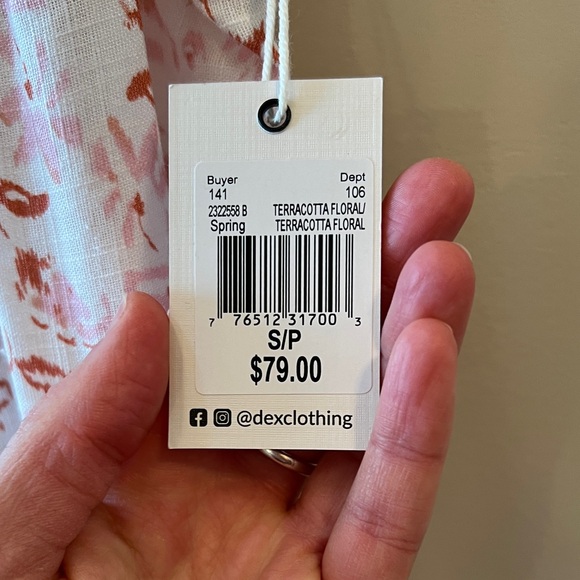 Buyer Dept
141 106
2322558 B TERRACOTTA FLORAL/
Spring TERRACOTTA FLORAL
7 76512 31700 3
S/P
$79.00
@dexclothing